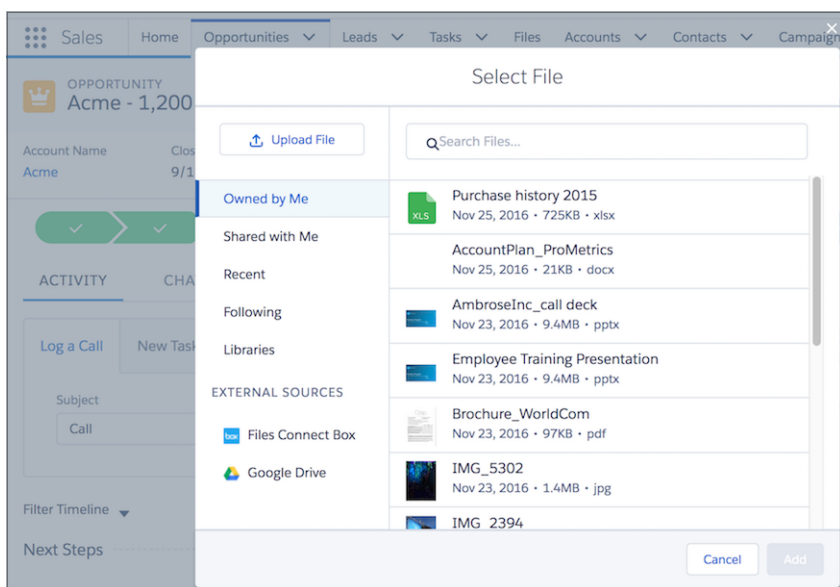 Sales
Home
Opportunities
Leads
Tasks
Files
Accounts
Contacts
Campaign
OPPORTUNITY
Acme - 1,200
Account Name
Clos
Acme
9/1
ACTIVITY
CHA
Log a Call
New Task
Subject
Call
Filter Timeline
Next Steps
Select File
Upload File
Search Files...
Owned by Me
Shared with Me
Recent
Following
Libraries
EXTERNAL SOURCES
box
Files Connect Box
Google Drive
XLS
Purchase history 2015
Nov 25, 2016 • 725KB • xlsx
AccountPlan_ProMetrics
Nov 25, 2016 • 21KB • docx
AmbroseInc_call deck
Nov 23, 2016 • 9.4MB • pptx
Employee Training Presentation
Nov 23, 2016 • 9.4MB • pptx
Brochure_WorldCom
Nov 23, 2016 • 97KB • pdf
IMG_5302
Nov 23, 2016 • 1.4MB • jpg
IMG_2394
Cancel
Add